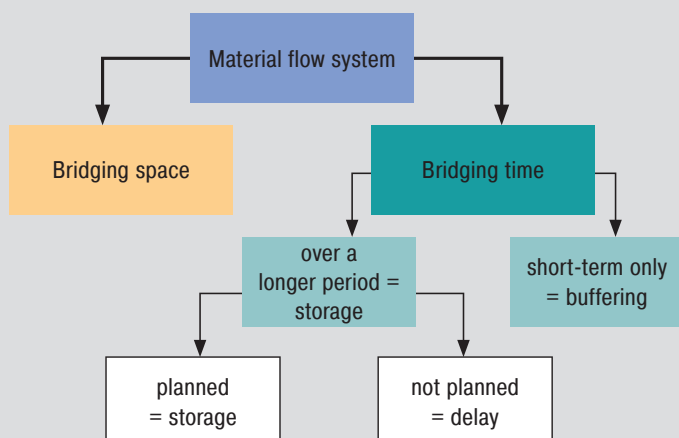 Material flow system
Bridging space
Bridging time
over a
longer period =
storage
short-term only
= buffering
planned
= storage
not planned
= delay